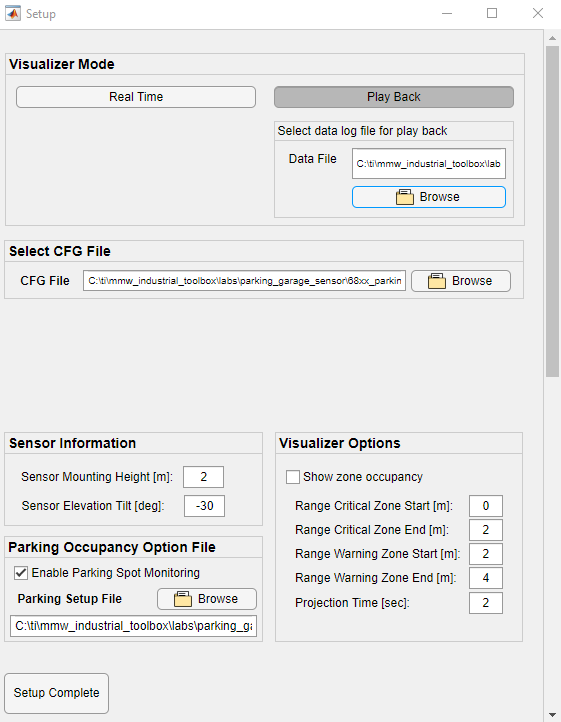 Setup
Visualizer Mode
Real Time
Play Back
Select data log file for play back
Data File
C:\ti\mmw_industrial_toolbox\lab
Browse
Select CFG File
CFG File
C:\ti\mmw_industrial_toolbox\labs\parking_garage_sensor\68xx_parkin
Browse
Sensor Information
Sensor Mounting Height [m]: 2
Sensor Elevation Tilt [deg]: -30
Parking Occupancy Option File
Enable Parking Spot Monitoring
Parking Setup File
Browse
C:\ti\mmw_industrial_toolbox\labs\parking_ga
Visualizer Options
Show zone occupancy
Range Critical Zone Start [m]: 0
Range Critical Zone End [m]: 2
Range Warning Zone Start [m]: 2
Range Warning Zone End [m]: 4
Projection Time [sec]: 2
Setup Complete